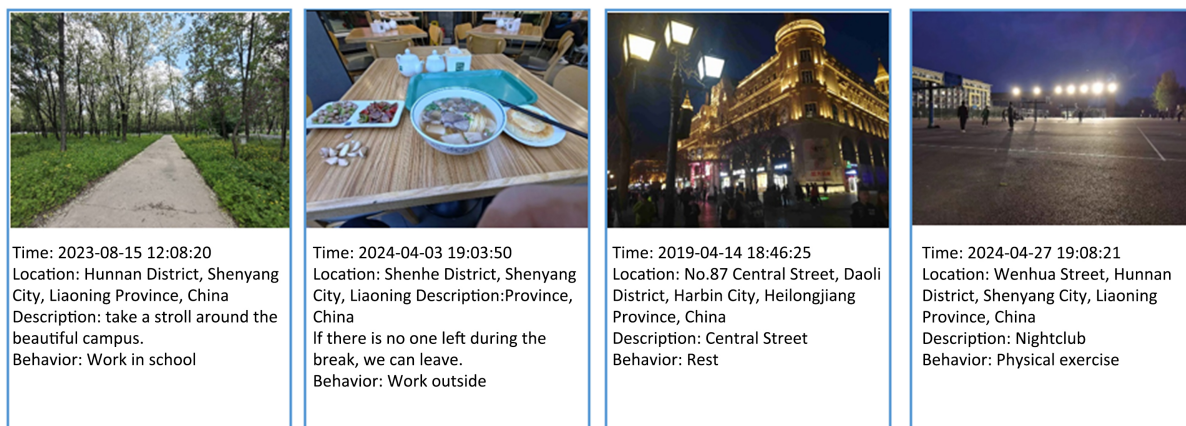 Time: 2023-08-15 12:08:20
Location: Hunnan District, Shenyang
City, Liaoning Province, China
Description: take a stroll around the
beautiful campus.
Behavior: Work in school
Time: 2024-04-03 19:03:50
Location: Shenhe District, Shenyang
City, Liaoning Description:Province,
China
If there is no one left during the
break, we can leave.
Behavior: Work outside
Time: 2019-04-14 18:46:25
Location: No.87 Central Street, Daoli
District, Harbin City, Heilongjiang
Province, China
Description: Central Street
Behavior: Rest
Time: 2024-04-27 19:08:21
Location: Wenhua Street, Hunnan
District, Shenyang City, Liaoning
Province, China
Description: Nightclub
Behavior: Physical exercise